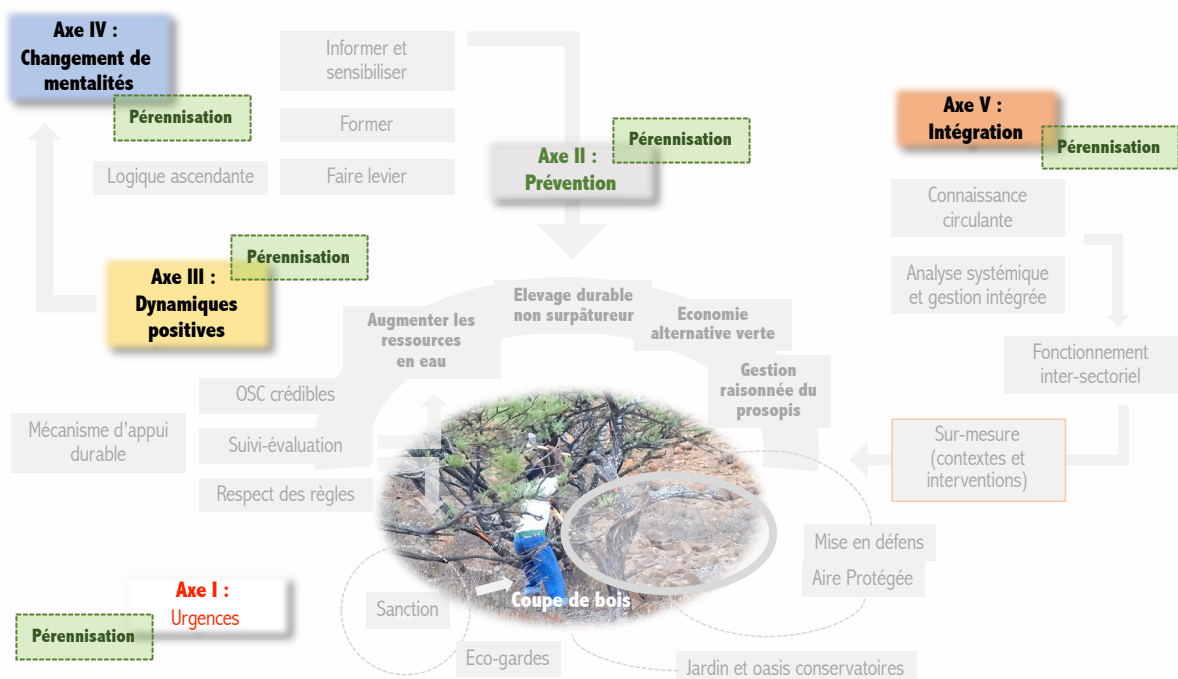 Axe IV :
Changement de
mentalités
Pérennisation
Informer et
sensibiliser
Former
Faire levier
Logique ascendante
Axe II :
Prévention
Pérennisation
Axe V :
Intégration
Pérennisation
Connaissance
circulante
Analyse systémique
et gestion intégrée
Fonctionnement
inter-sectoriel
Sur-mesure
(contextes et
interventions)
Axe III :
Dynamiques
positives
Pérennisation
Augmenter les
ressources
en eau
Elevage durable
non surpâtureur
Economie
alternative verte
Gestion
raisonnée du
prosopis
OSC crédibles
Mécanisme d'appui
durable
Suivi-évaluation
Respect des règles
Mise en défens
Aire Protégée
Axe I :
Urgences
Pérennisation
Sanction
Coupe de bois
Eco-gardes
Jardin et oasis conservatoires